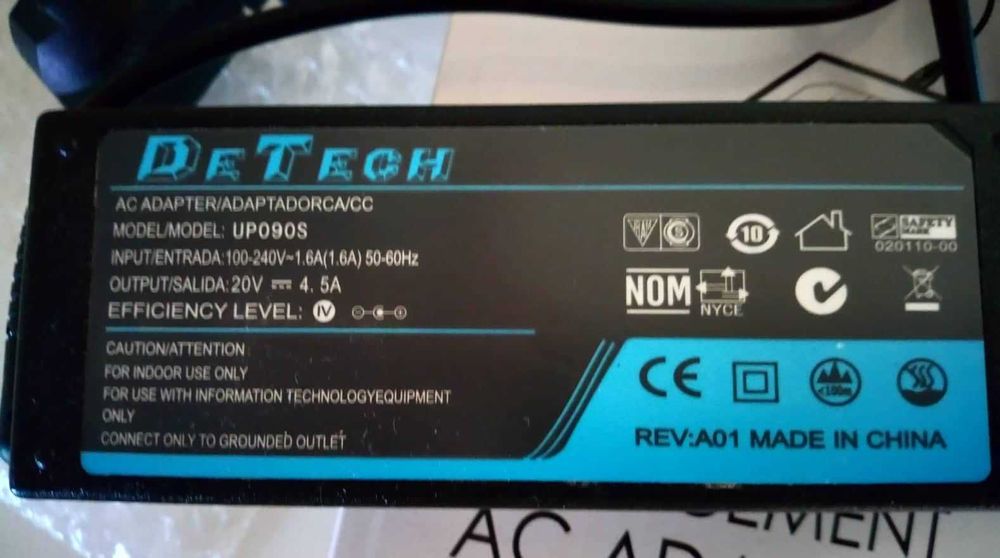 DETECH
AC ADAPTER/ADAPTADORCA/CC
MODEL/MODEL: UP090S
INPUT/ENTRADA:100-240V~1.6A(1.6A) 50-60Hz
OUTPUT/SALIDA:20V ⎓ 4.5A
EFFICIENCY LEVEL: IV
CAUTION/ATTENTION
FOR INDOOR USE ONLY
FOR USE WITH INFORMATION TECHNOLOGYEQUIPMENT
ONLY
CONNECT ONLY TO GROUNDED OUTLET
10
SAFETY
020110-00
NOM
NYCE
CE
REV:A01 MADE IN CHINA
AC AD